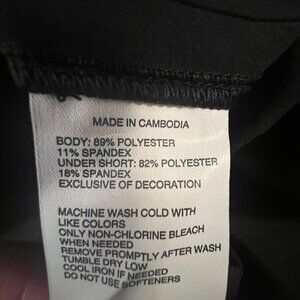 MADE IN CAMBODIA
BODY: 89% POLYESTER
11% SPANDEX
UNDER SHORT: 82% POLYESTER
18% SPANDEX
EXCLUSIVE OF DECORATION
MACHINE WASH COLD WITH
LIKE COLORS
ONLY NON-CHLORINE BLEACH
WHEN NEEDED
REMOVE PROMPTLY AFTER WASH
TUMBLE DRY LOW
COOL IRON IF NEEDED
DO NOT USE SOFTENERS